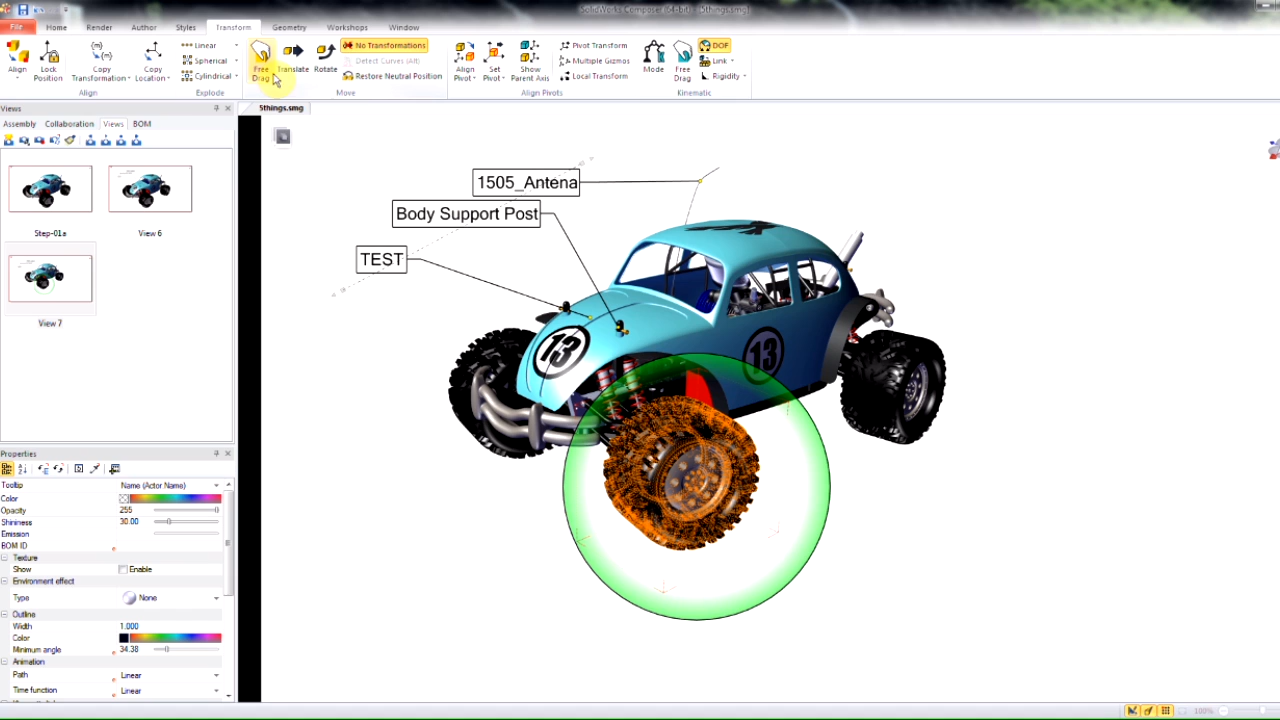 SolidWorks Composer (64-bit) - [5things.smg]
File Home Render Author Styles Transform Geometry Workshops Window
Align
Lock Position
Copy Transformation
Copy Location
Linear
Spherical
Cylindrical
Free Drag
Translate
Rotate
No Transformations
Detect Curves (Alt)
Restore Neutral Position
Align Pivot
Set Pivot
Show Parent Axis
Pivot Transform
Multiple Gizmos
Local Transform
Mode
Free Drag
DOF
Link
Rigidity
Align Explode Move Align Pivots Kinematic
Views
5things.smg
Assembly Collaboration Views BOM
Step-01a
View 6
View 7
1505_Antena
Body Support Post
TEST
13
13
Properties
Tooltip Name (Actor Name)
Color
Opacity 255
Shininess 30.00
Emission
BOM ID
Texture
Show Enable
Environment effect
Type None
Outline
Width 1.000
Color
Minimum angle 34.38
Animation
Path Linear
Time function Linear
100%